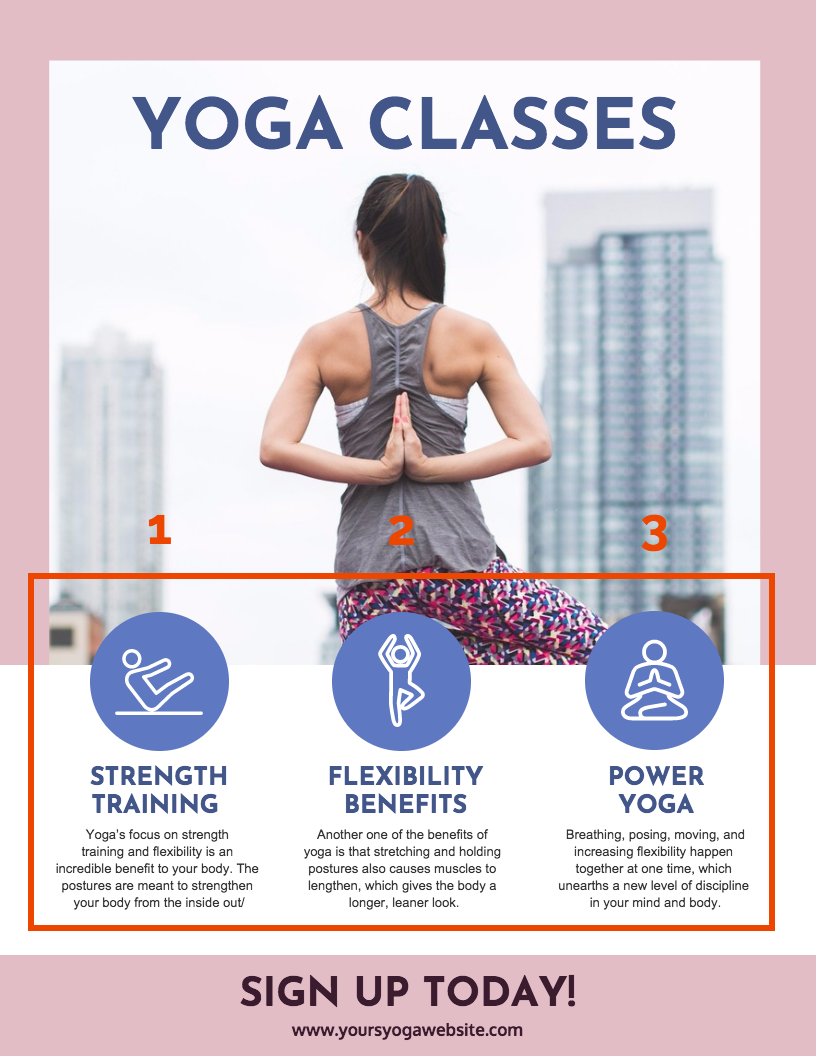 YOGA CLASSES
1
2
3
STRENGTH
TRAINING
Yoga's focus on strength
training and flexibility is an
incredible benefit to your body. The
postures are meant to strengthen
your body from the inside out/
FLEXIBILITY
BENEFITS
Another one of the benefits of
yoga is that stretching and holding
postures also causes muscles to
lengthen, which gives the body a
longer, leaner look.
POWER
YOGA
Breathing, posing, moving, and
increasing flexibility happen
together at one time, which
unearths a new level of discipline
in your mind and body.
SIGN UP TODAY!
www.yoursyogawebsite.com